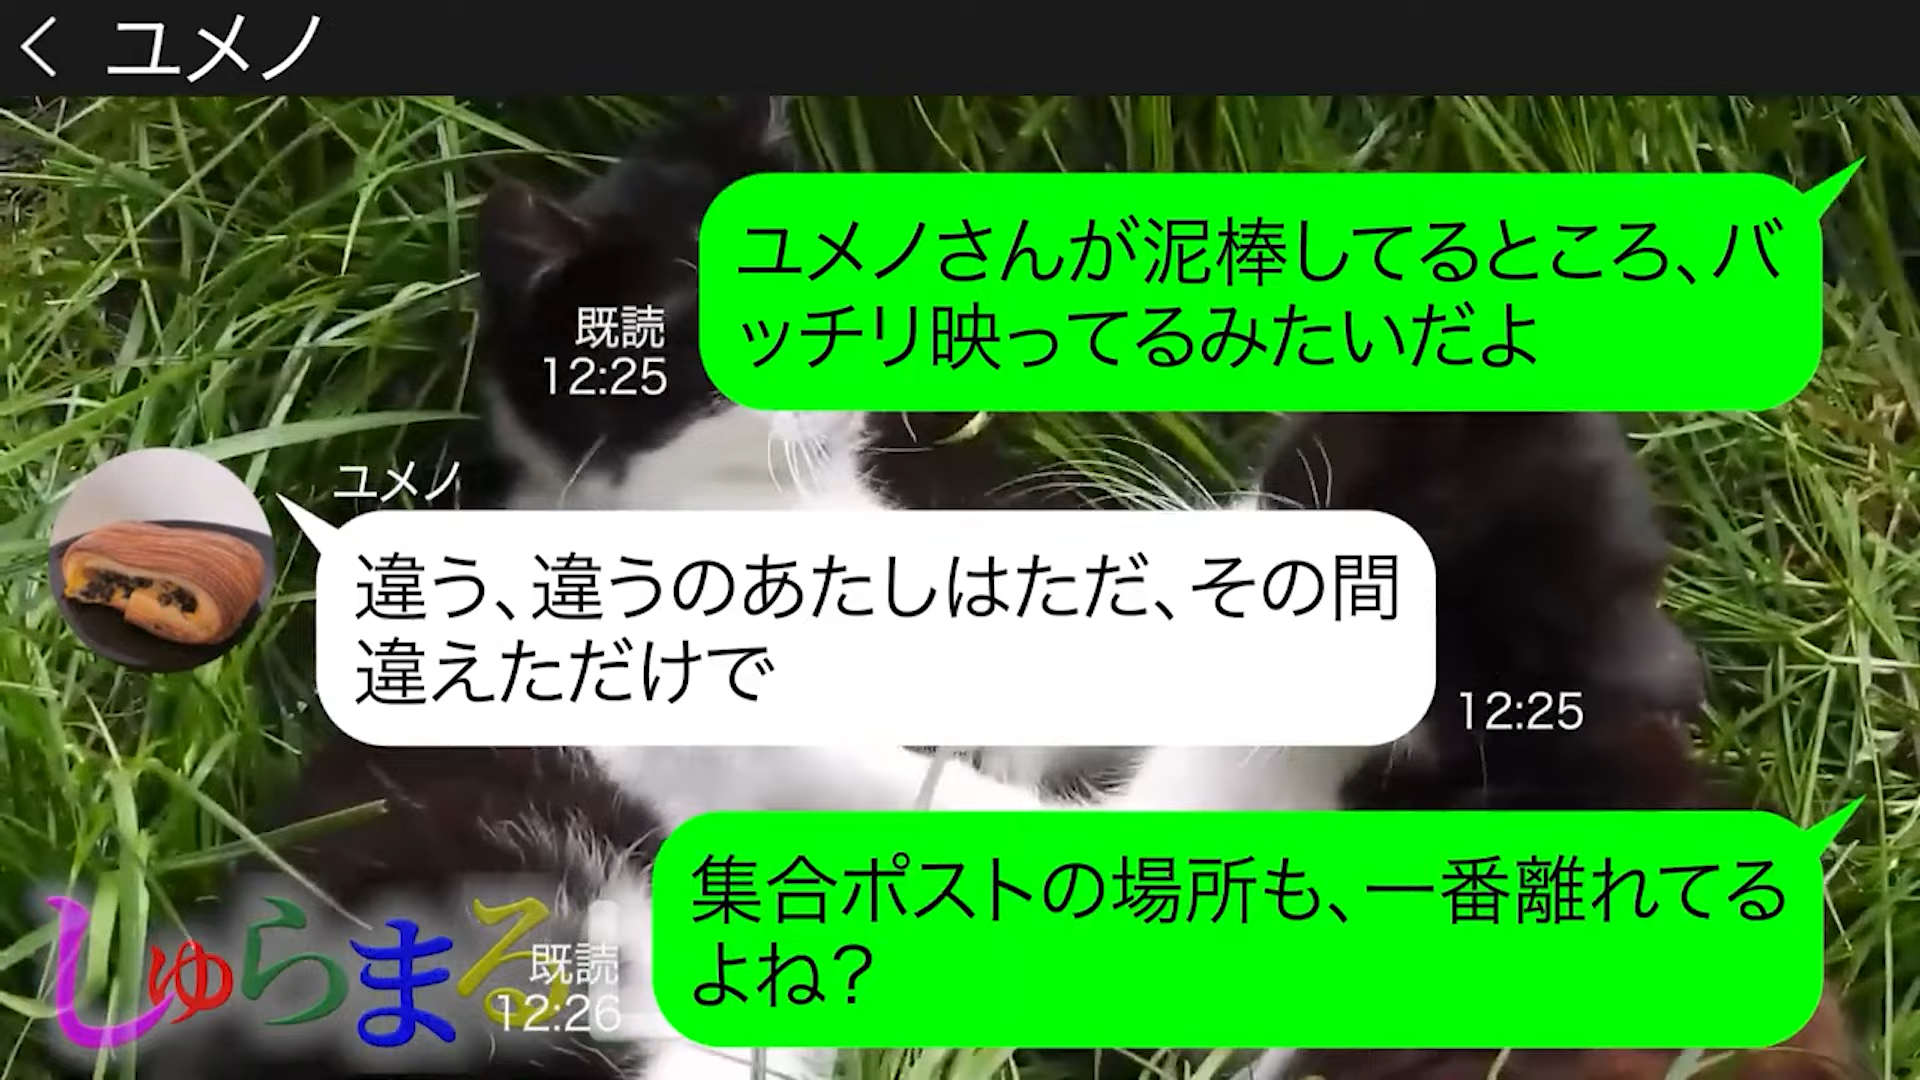 ユメノ
ユメノさんが泥棒してるところ、バ
ッチリ映ってるみたいだよ
既読
12:25
ユメノ
違う、違うのあたしはただ、その間
違えただけで
12:25
集合ポストの場所も、一番離れてる
よね？
既読
12:26
しゅらまる